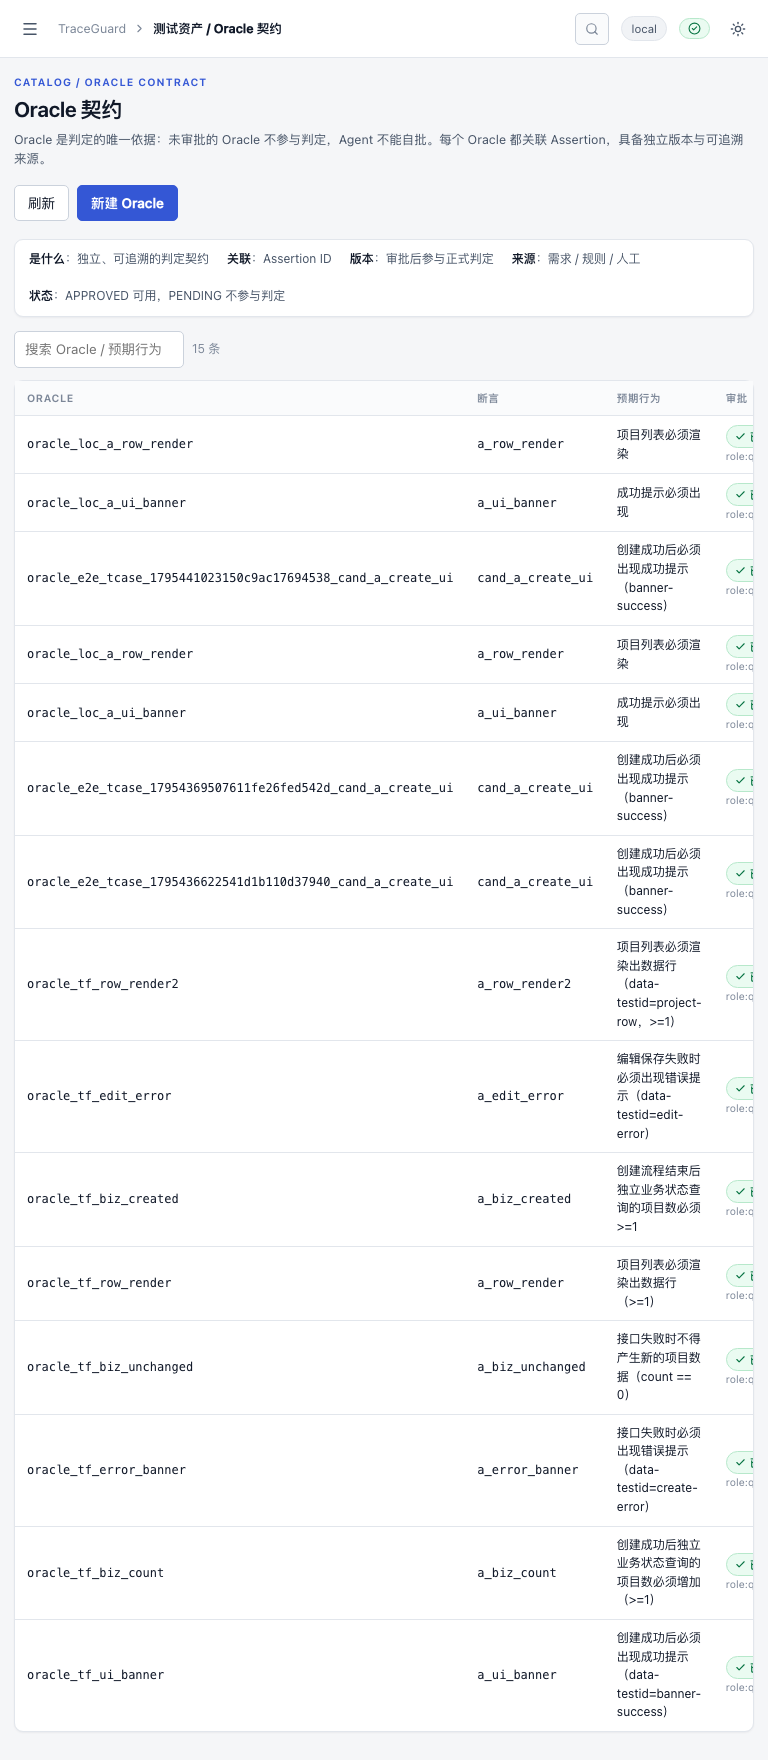 TraceGuard > 测试资产 / Oracle 契约
local
CATALOG / ORACLE CONTRACT
Oracle 契约
Oracle 是判定的唯一依据：未审批的 Oracle 不参与判定，Agent 不能自批。每个 Oracle 都关联 Assertion，具备独立版本与可追溯
来源。
刷新
新建 Oracle
是什么：独立、可追溯的判定契约 关联：Assertion ID 版本：审批后参与正式判定 来源：需求 / 规则 / 人工
状态：APPROVED 可用，PENDING 不参与判定
搜索 Oracle / 预期行为
15 条
ORACLE 断言 预期行为 审批
oracle_loc_a_row_render
a_row_render
项目列表必须渲
染
role:q
oracle_loc_a_ui_banner
a_ui_banner
成功提示必须出
现
role:q
oracle_e2e_tcase_1795441023150c9ac17694538_cand_a_create_ui
cand_a_create_ui
创建成功后必须
出现成功提示
（banner-
success)
role:q
oracle_loc_a_row_render
a_row_render
项目列表必须渲
染
role:q
oracle_loc_a_ui_banner
a_ui_banner
成功提示必须出
现
role:q
oracle_e2e_tcase_17954369507611fe26fed542d_cand_a_create_ui
cand_a_create_ui
创建成功后必须
出现成功提示
（banner-
success)
role:q
oracle_e2e_tcase_1795436622541d1b110d37940_cand_a_create_ui
cand_a_create_ui
创建成功后必须
出现成功提示
（banner-
success)
role:q
oracle_tf_row_render2
a_row_render2
项目列表必须渲
染出数据行
（data-
testid=project-
row，>=1)
role:q
oracle_tf_edit_error
a_edit_error
编辑保存失败时
必须出现错误提
示（data-
testid=edit-
error)
role:q
oracle_tf_biz_created
a_biz_created
创建流程结束后
独立业务状态查
询的项目数必须
>=1
role:q
oracle_tf_row_render
a_row_render
项目列表必须渲
染出数据行
（>=1)
role:q
oracle_tf_biz_unchanged
a_biz_unchanged
接口失败时不得
产生新的项目数
据（count ==
0)
role:q
oracle_tf_error_banner
a_error_banner
接口失败时必须
出现错误提示
（data-
testid=create-
error)
role:q
oracle_tf_biz_count
a_biz_count
创建成功后独立
业务状态查询的
项目数必须增加
（>=1)
role:q
oracle_tf_ui_banner
a_ui_banner
创建成功后必须
出现成功提示
（data-
testid=banner-
success)
role:q